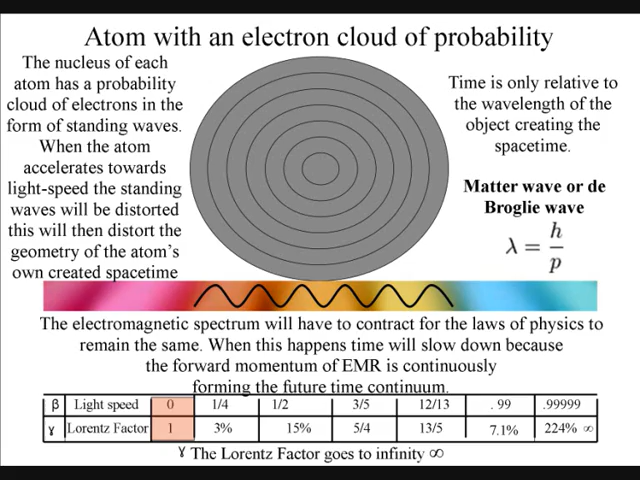 Atom with an electron cloud of probability
The nucleus of each
atom has a probability
cloud of electrons in the
form of standing waves.
When the atom
accelerates towards
light-speed the standing
waves will be distorted
this will then distort the
geometry of the atom's
own created spacetime
Time is only relative to
the wavelength of the
object creating the
spacetime.
Matter wave or de
Broglie wave
λ = h/p
The electromagnetic spectrum will have to contract for the laws of physics to
remain the same. When this happens time will slow down because
the forward momentum of EMR is continuously
forming the future time continuum.
β Light speed 0 1/4 1/2 3/5 12/13 . 99 .99999
γ Lorentz Factor 1 3% 15% 5/4 13/5 7.1% 224% ∞
γ The Lorentz Factor goes to infinity ∞